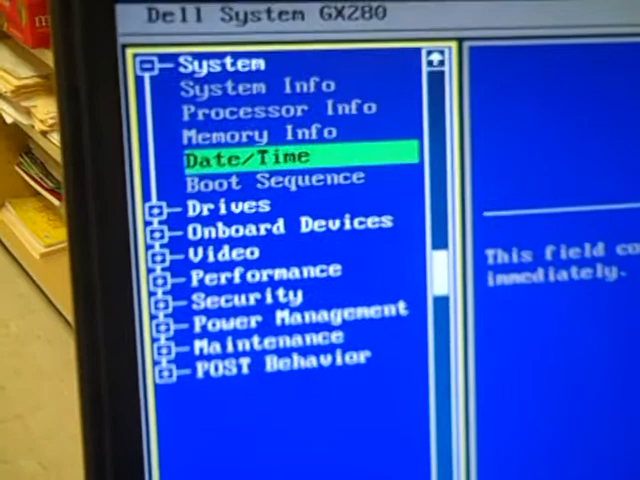 Dell System GX280
System
System Info
Processor Info
Memory Info
Date/Time
Boot Sequence
Drives
Onboard Devices
Video
Performance
Security
Power Management
Maintenance
POST Behavior
This field co
immediately.